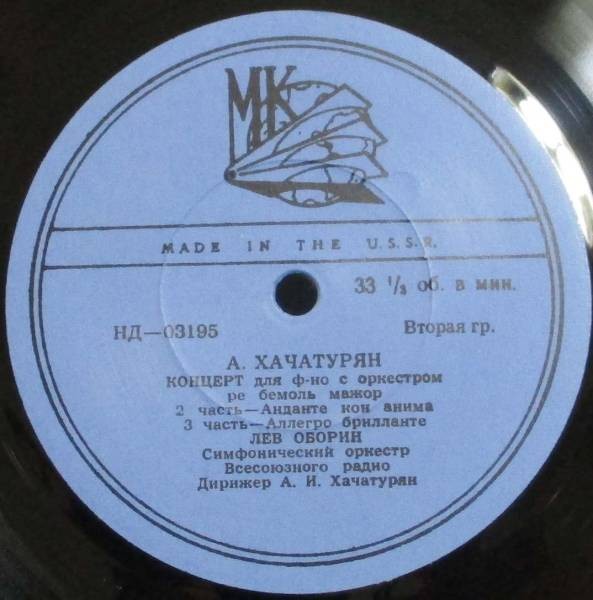 МК
MADE IN THE U.S.S.R.
33 1/3 об. в мин.
НД—03195
Вторая гр.
А. ХАЧАТУРЯН
КОНЦЕРТ для ф-но с оркестром
ре бемоль мажор
2 часть—Анданте кон анима
3 часть—Аллегро брилланте
ЛЕВ ОБОРИН
Симфонический оркестр
Всесоюзного радио
Дирижер А. И. Хачатурян